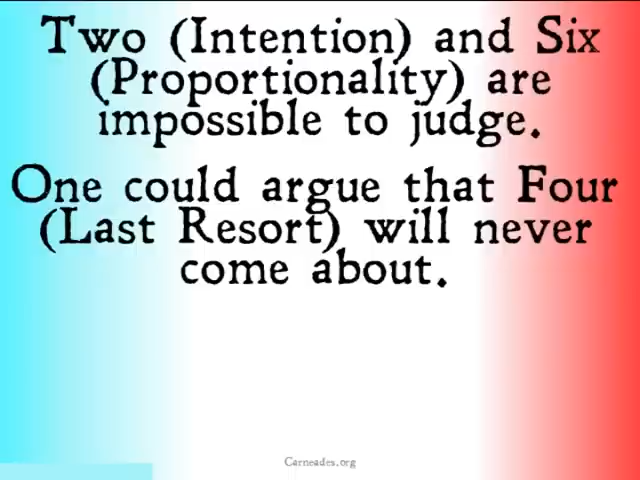 Two (Intention) and Six
(Proportionality) are
impossible to judge.
One could argue that Four
(Last Resort) will never
come about.
Carneades.org